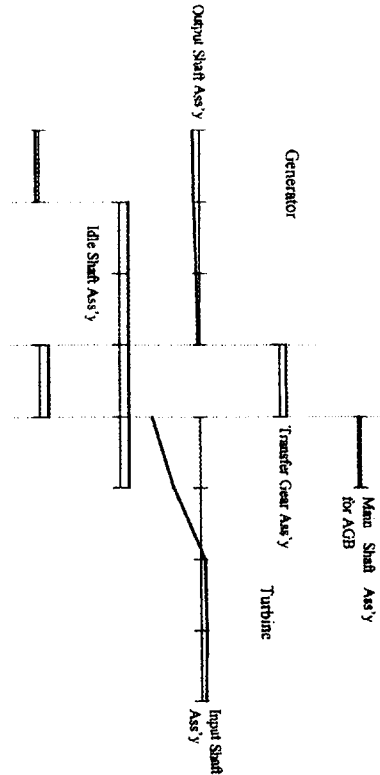 Main Shaft Ass'y
for AGB
Generator
Transfer Gear Ass'y
Turbine
Output Shaft Ass'y
Input Shaft
Ass'y
Idle Shaft Ass'y